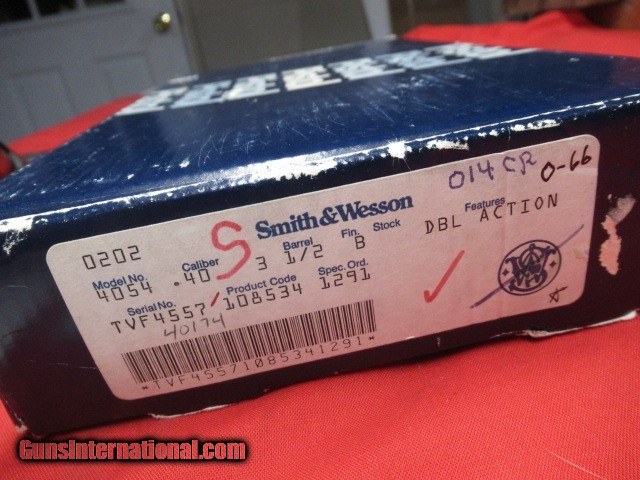 014 CR 0-66
0202 S Smith&Wesson
Model No. Caliber Barrel Fin. Stock Features
4054 .40 3 1/2 B DBL ACTION
Serial No. Product Code Spec. Ord.
TVF4557 108534 1291
40174
*TVF45571085341291*
GunsInternational.com